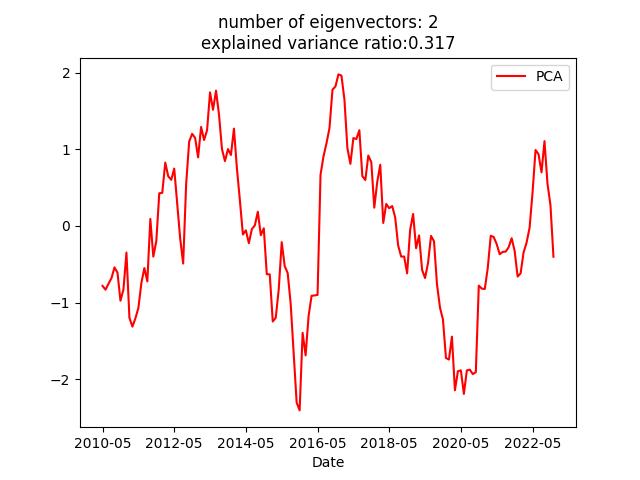 number of eigenvectors: 2
explained variance ratio:0.317
PCA
2
1
0
−1
−2
2010-05 2012-05 2014-05 2016-05 2018-05 2020-05 2022-05
Date